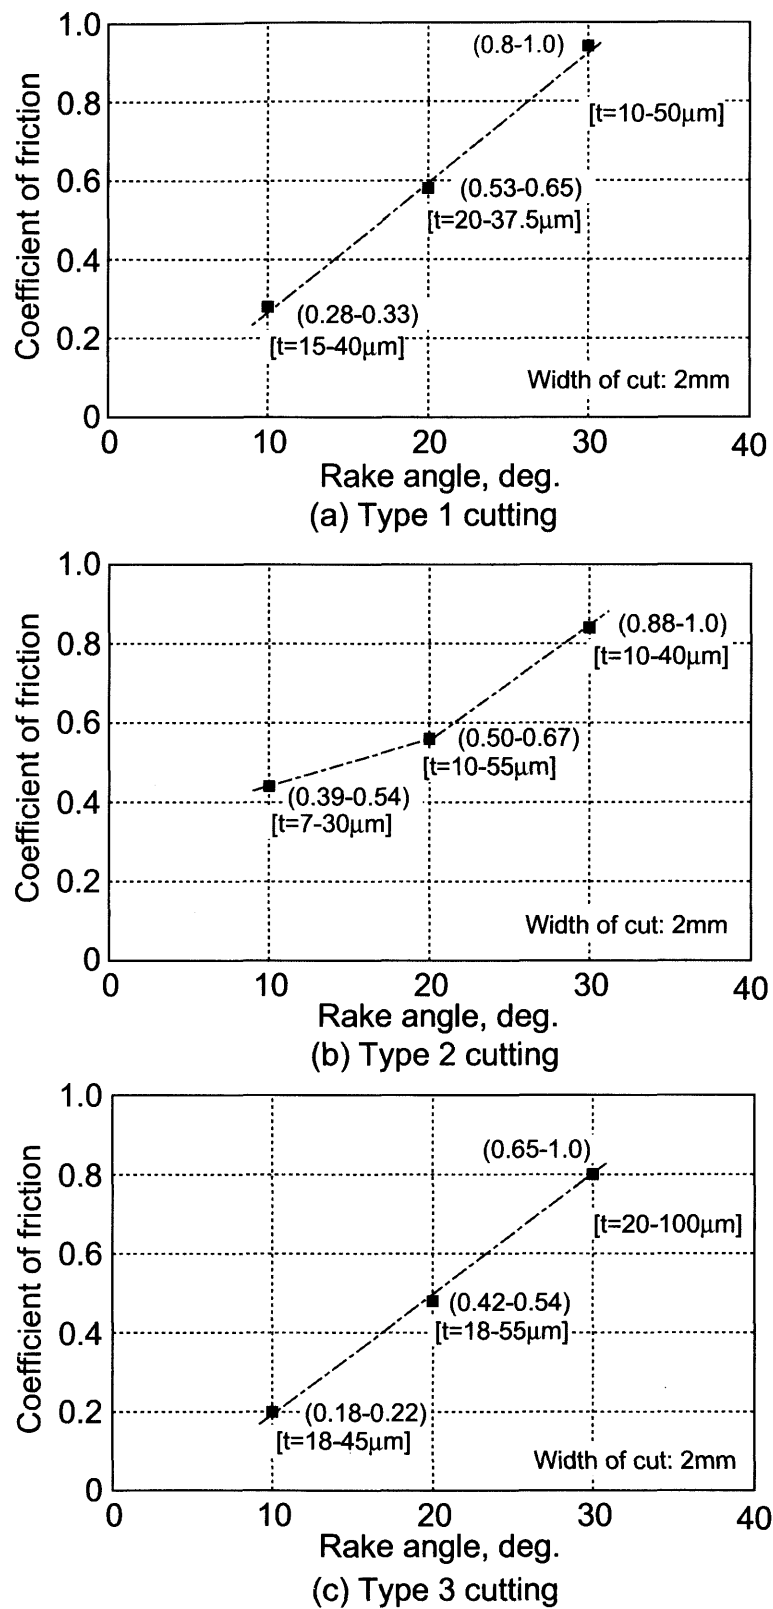 Coefficient of friction
1.0
0.8
0.6
0.4
0.2
0
(0.8-1.0)
[t=10-50μm]
(0.53-0.65)
[t=20-37.5μm]
(0.28-0.33)
[t=15-40μm]
Width of cut: 2mm
0 10 20 30 40
Rake angle, deg.
(a) Type 1 cutting
Coefficient of friction
1.0
0.8
0.6
0.4
0.2
0
(0.88-1.0)
[t=10-40μm]
(0.50-0.67)
[t=10-55μm]
(0.39-0.54)
[t=7-30μm]
Width of cut: 2mm
0 10 20 30 40
Rake angle, deg.
(b) Type 2 cutting
Coefficient of friction
1.0
0.8
0.6
0.4
0.2
0
(0.65-1.0)
[t=20-100μm]
(0.42-0.54)
[t=18-55μm]
(0.18-0.22)
[t=18-45μm]
Width of cut: 2mm
0 10 20 30 40
Rake angle, deg.
(c) Type 3 cutting